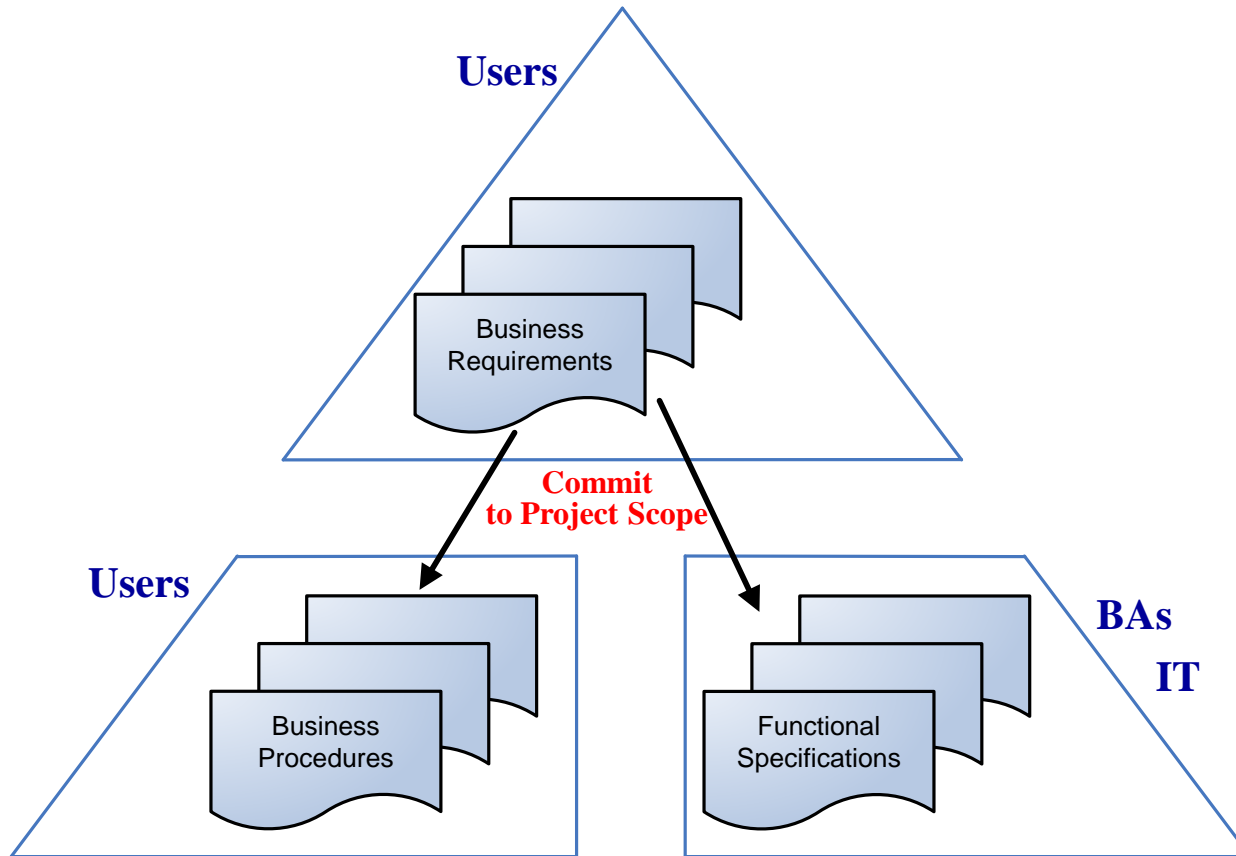 Users
Business
Requirements
Commit
to Project Scope
Users
Business
Procedures
Functional
Specifications
BAs
IT